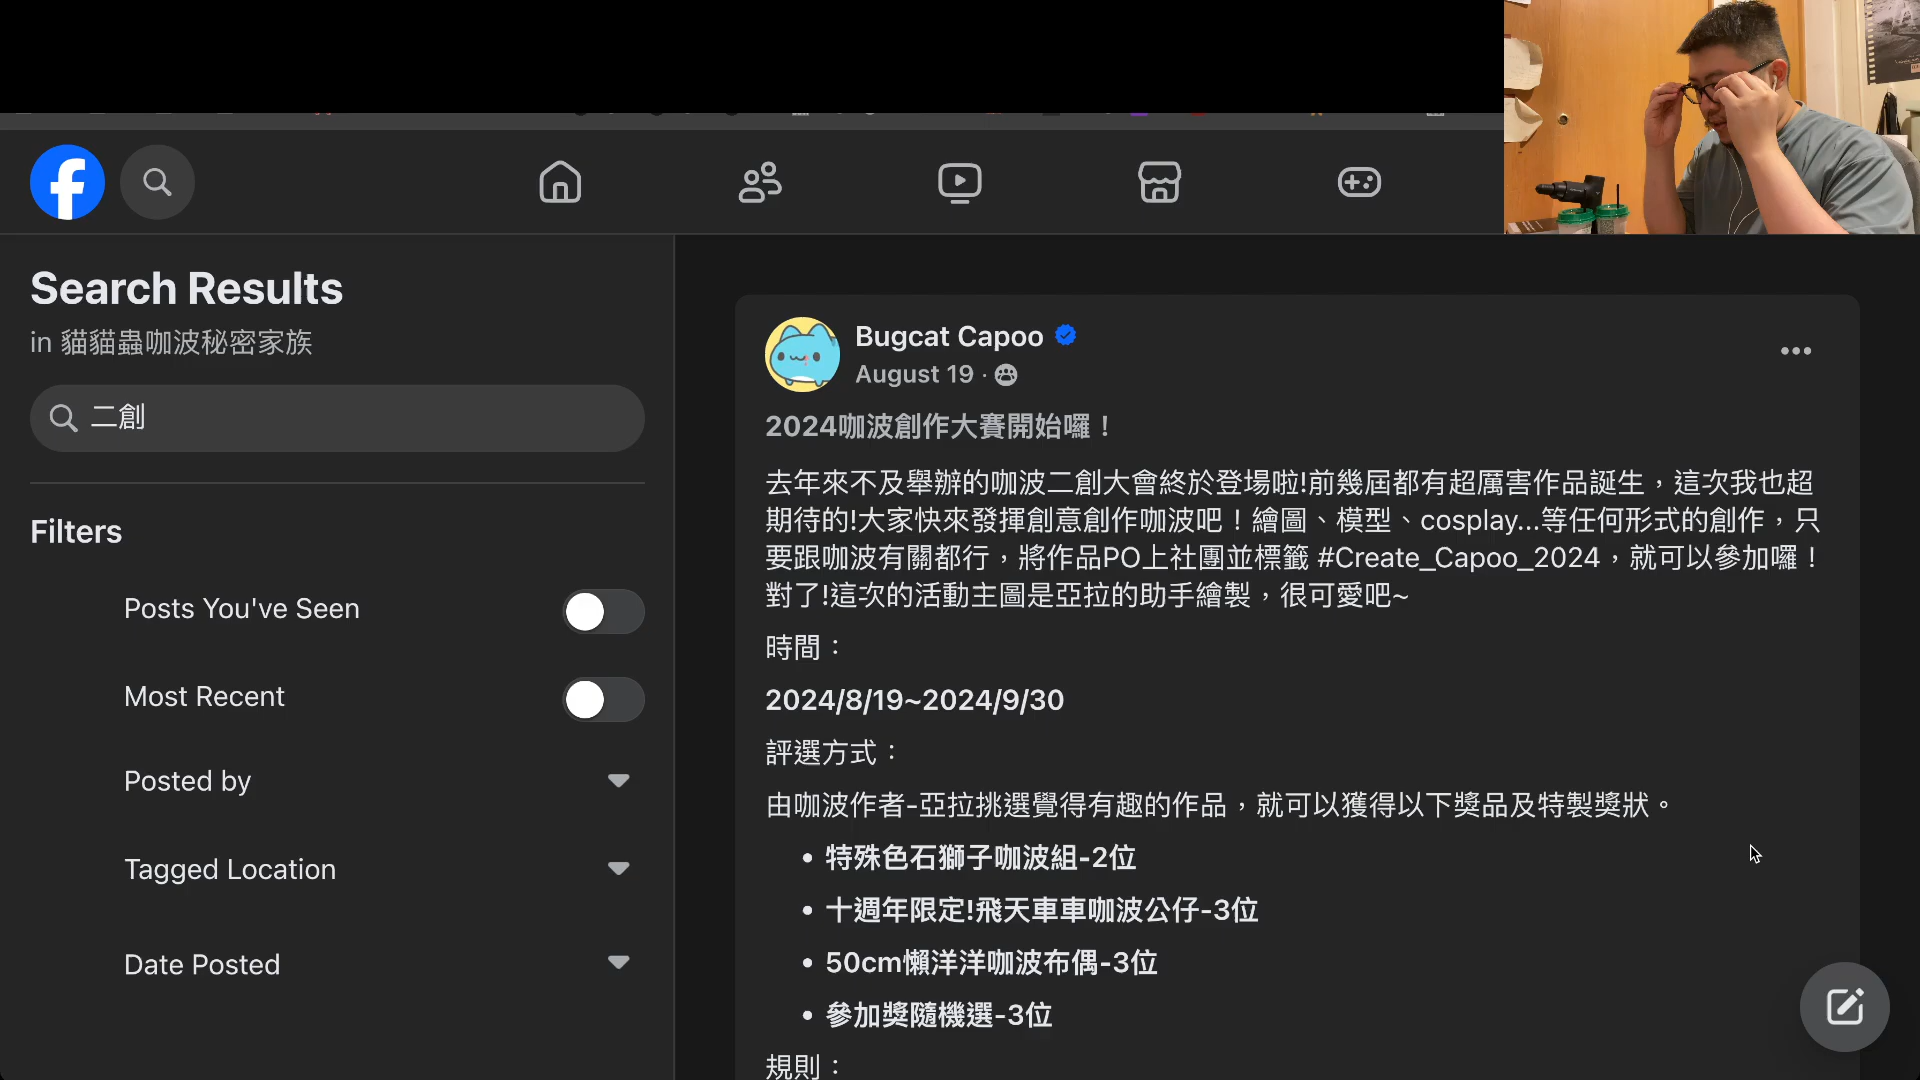 Search Results
in 貓貓蟲咖波秘密家族
二創
Filters
Posts You've Seen
Most Recent
Posted by
Tagged Location
Date Posted
Bugcat Capoo
August 19 ·
2024咖波創作大賽開始囉！
去年來不及舉辦的咖波二創大會終於登場啦!前幾屆都有超厲害作品誕生，這次我也超
期待的!大家快來發揮創意創作咖波吧！繪圖、模型、cosplay...等任何形式的創作，只
要跟咖波有關都行，將作品PO上社團並標籤 #Create_Capoo_2024，就可以參加囉！
對了!這次的活動主圖是亞拉的助手繪製，很可愛吧~
時間：
2024/8/19~2024/9/30
評選方式：
由咖波作者-亞拉挑選覺得有趣的作品，就可以獲得以下獎品及特製獎狀。
• 特殊色石獅子咖波組-2位
• 十週年限定!飛天車車咖波公仔-3位
• 50cm懶洋洋咖波布偶-3位
• 參加獎隨機選-3位
規則：